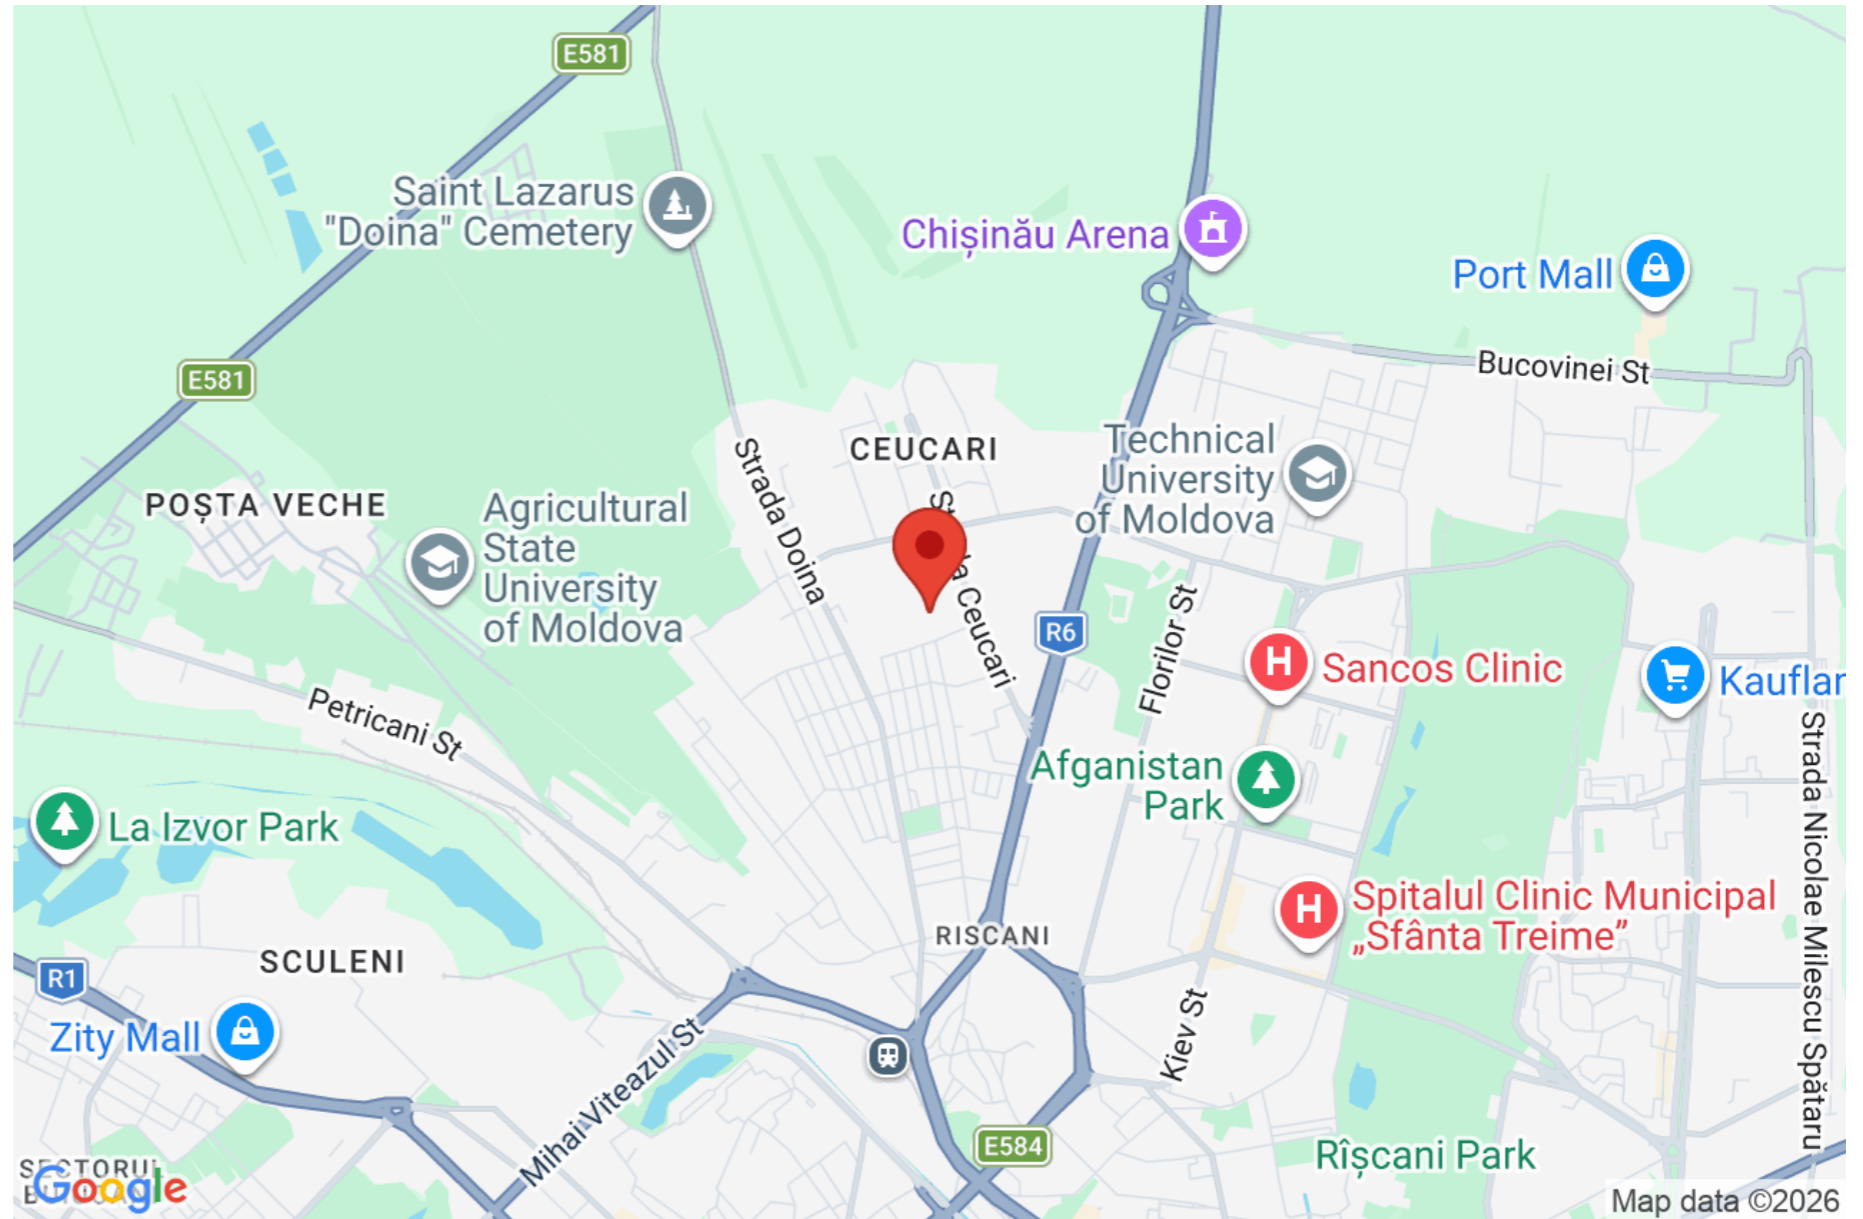 E581
Saint Lazarus
"Doina" Cemetery
Chișinău Arena
Port Mall
E581
Bucovinei St
CEUCARI
Strada Doina
Technical
University
of Moldova
POȘTA VECHE
Agricultural
State
University
of Moldova
Ceucari
R6
Florilor St
Sancos Clinic
Kauflan
Petricani St
Afganistan
Park
Strada Nicolae Milescu Spătaru
La Izvor Park
Spitalul Clinic Municipal
„Sfânta Treime”
RISCANI
SCULENI
R1
Zity Mall
Mihai Viteazul St
Kiev St
E584
Rîșcani Park
SECTORUL
Google
Map data ©2026